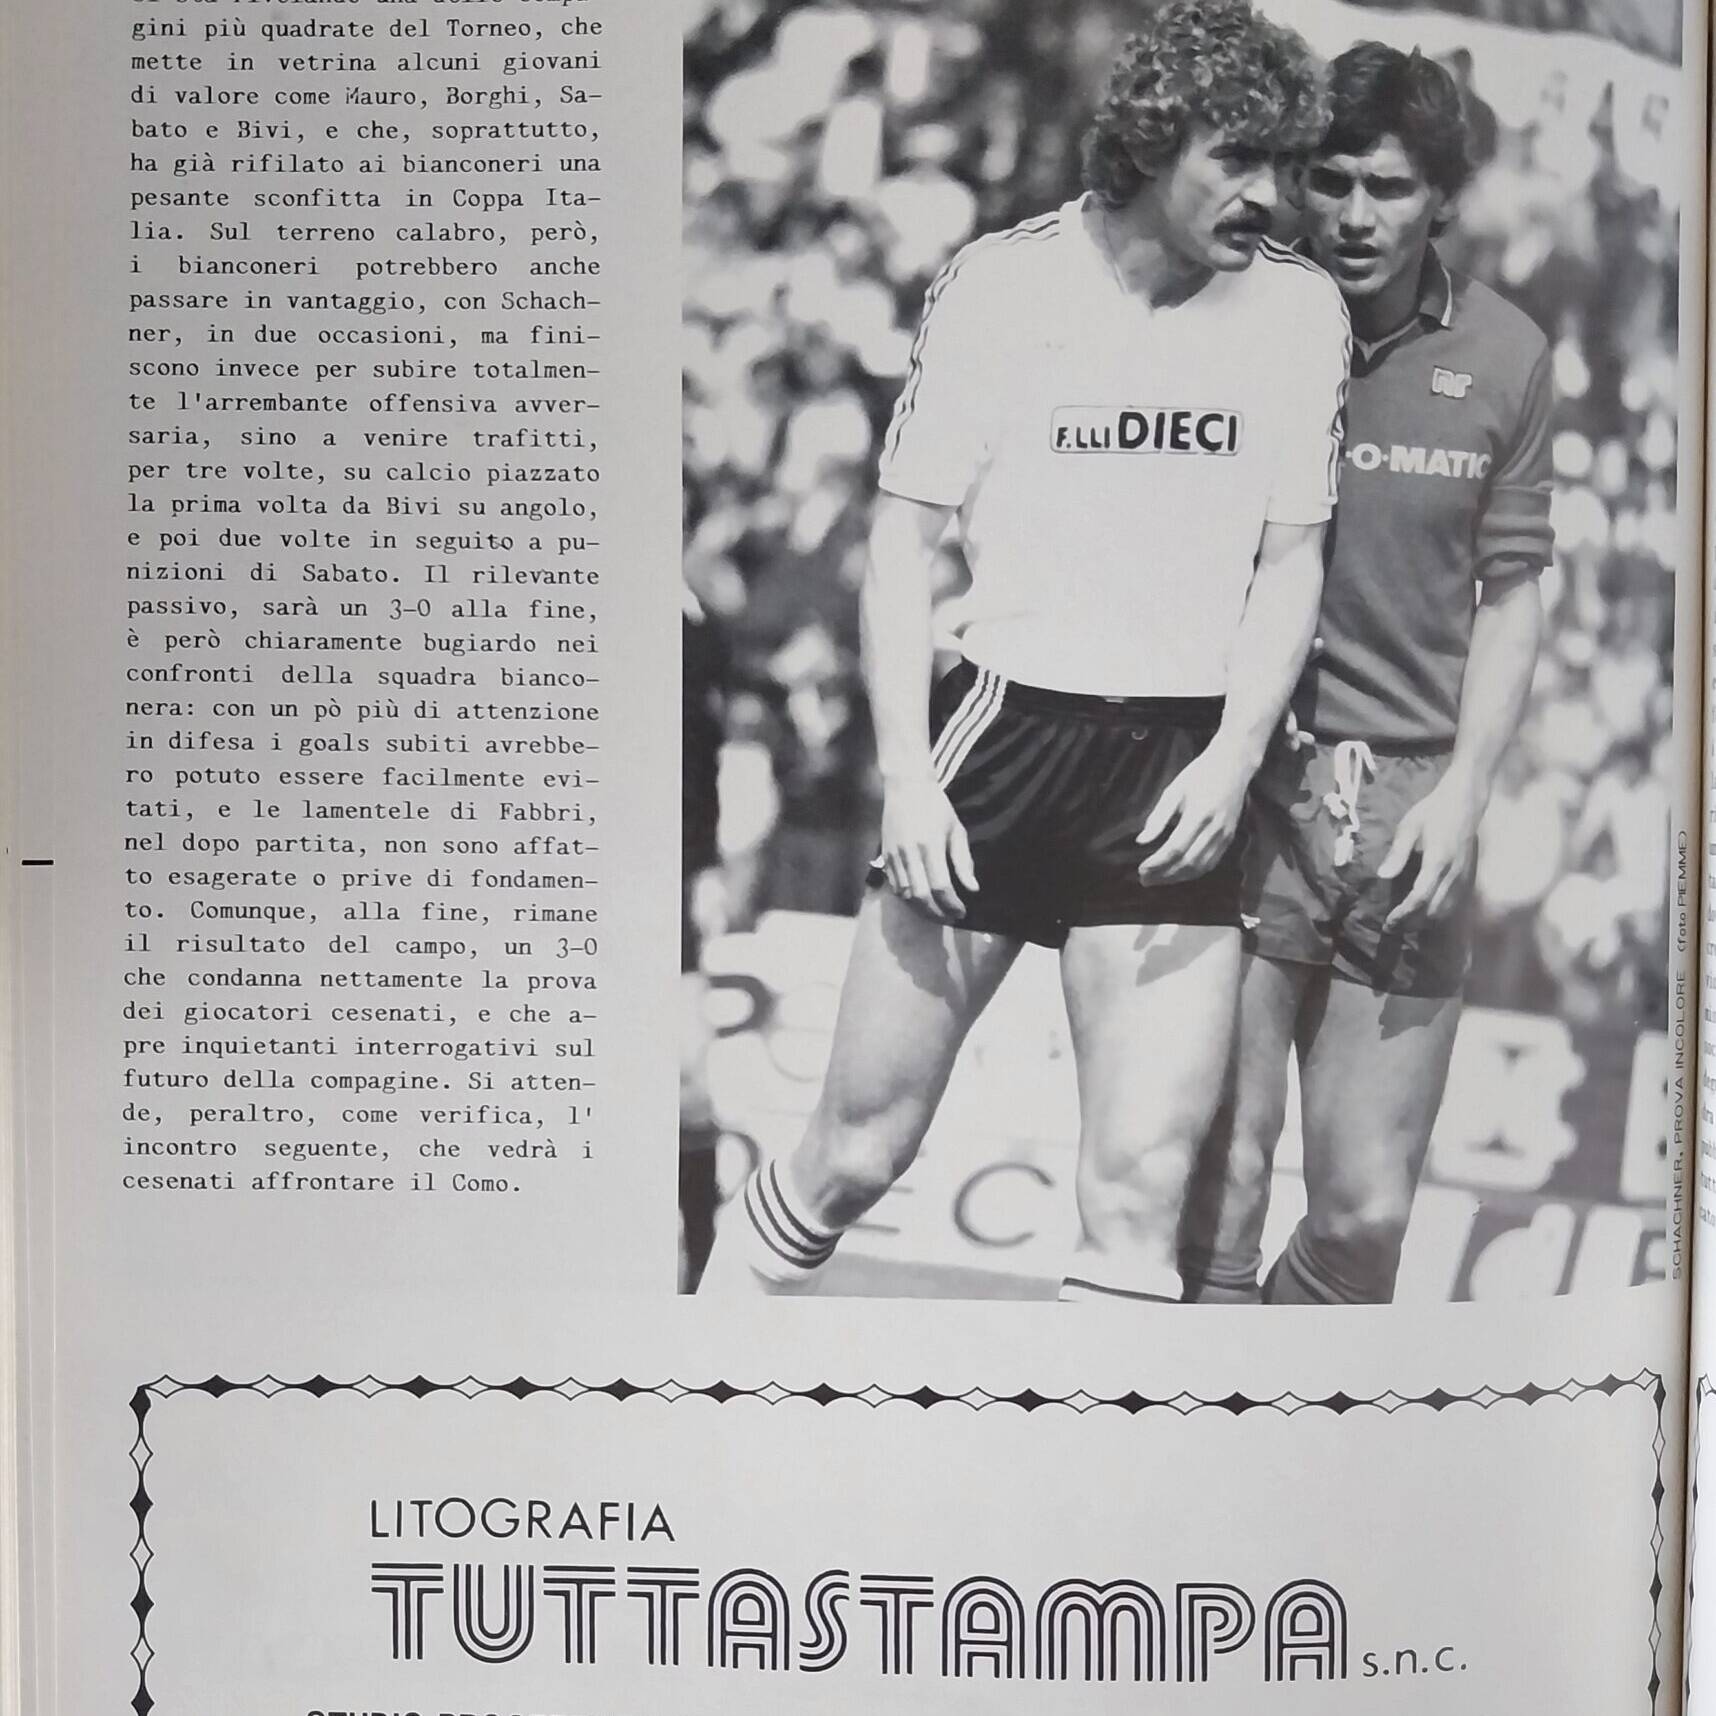 gini più quadrate del Torneo, che
mette in vetrina alcuni giovani
di valore come Mauro, Borghi, Sa-
bato e Bivi, e che, soprattutto,
ha già rifilato ai bianconeri una
pesante sconfitta in Coppa Ita-
lia. Sul terreno calabro, però,
i bianconeri potrebbero anche
passare in vantaggio, con Schach-
ner, in due occasioni, ma fini-
scono invece per subire totalmen-
te l'arrembante offensiva avver-
saria, sino a venire trafitti,
per tre volte, su calcio piazzato
la prima volta da Bivi su angolo,
e poi due volte in seguito a pu-
nizioni di Sabato. Il rilevante
passivo, sarà un 3-0 alla fine,
è però chiaramente bugiardo nei
confronti della squadra bianco-
nera: con un pò più di attenzione
in difesa i goals subiti avrebbe-
ro potuto essere facilmente evi-
tati, e le lamentele di Fabbri,
nel dopo partita, non sono affat-
to esagerate o prive di fondamen-
to. Comunque, alla fine, rimane
il risultato del campo, un 3-0
che condanna nettamente la prova
dei giocatori cesenati, e che a-
pre inquietanti interrogativi sul
futuro della compagine. Si atten-
de, peraltro, come verifica, l'
incontro seguente, che vedrà i
cesenati affrontare il Como.
F.LLI DIECI
nr
·O·MATIC
SCHACHNER, PROVA INCOLORE (foto PIEMME)
LITOGRAFIA
TUTTASTAMPA s.n.c.